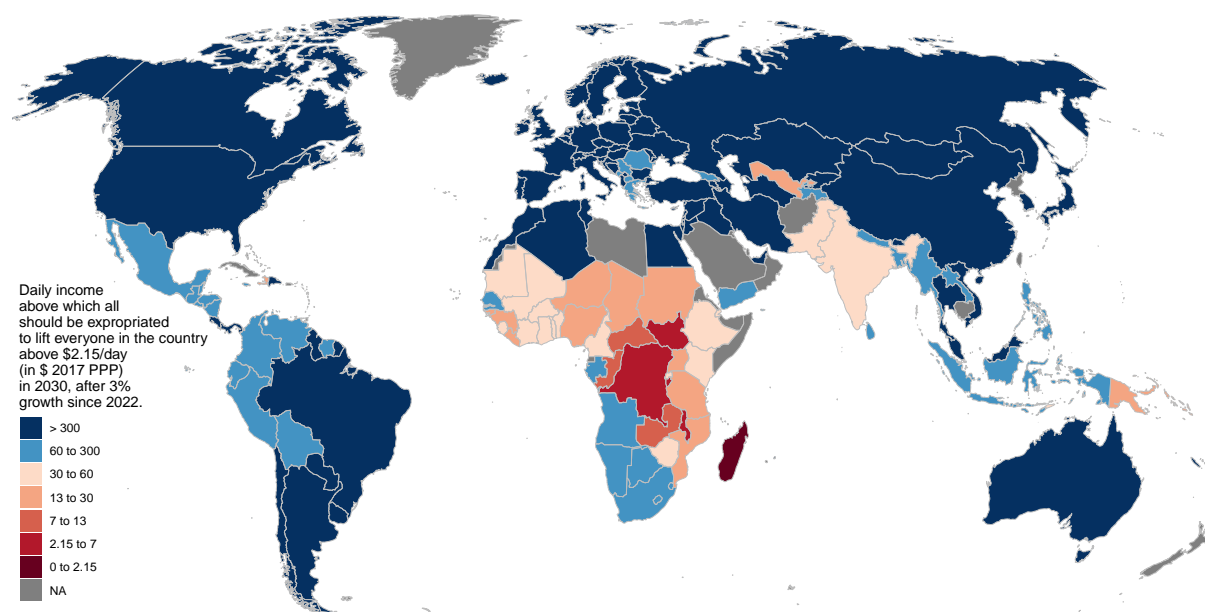 Daily income
above which all
should be expropriated
to lift everyone in the country
above $2.15/day
(in $ 2017 PPP)
in 2030, after 3%
growth since 2022.
> 300
60 to 300
30 to 60
13 to 30
7 to 13
2.15 to 7
0 to 2.15
NA